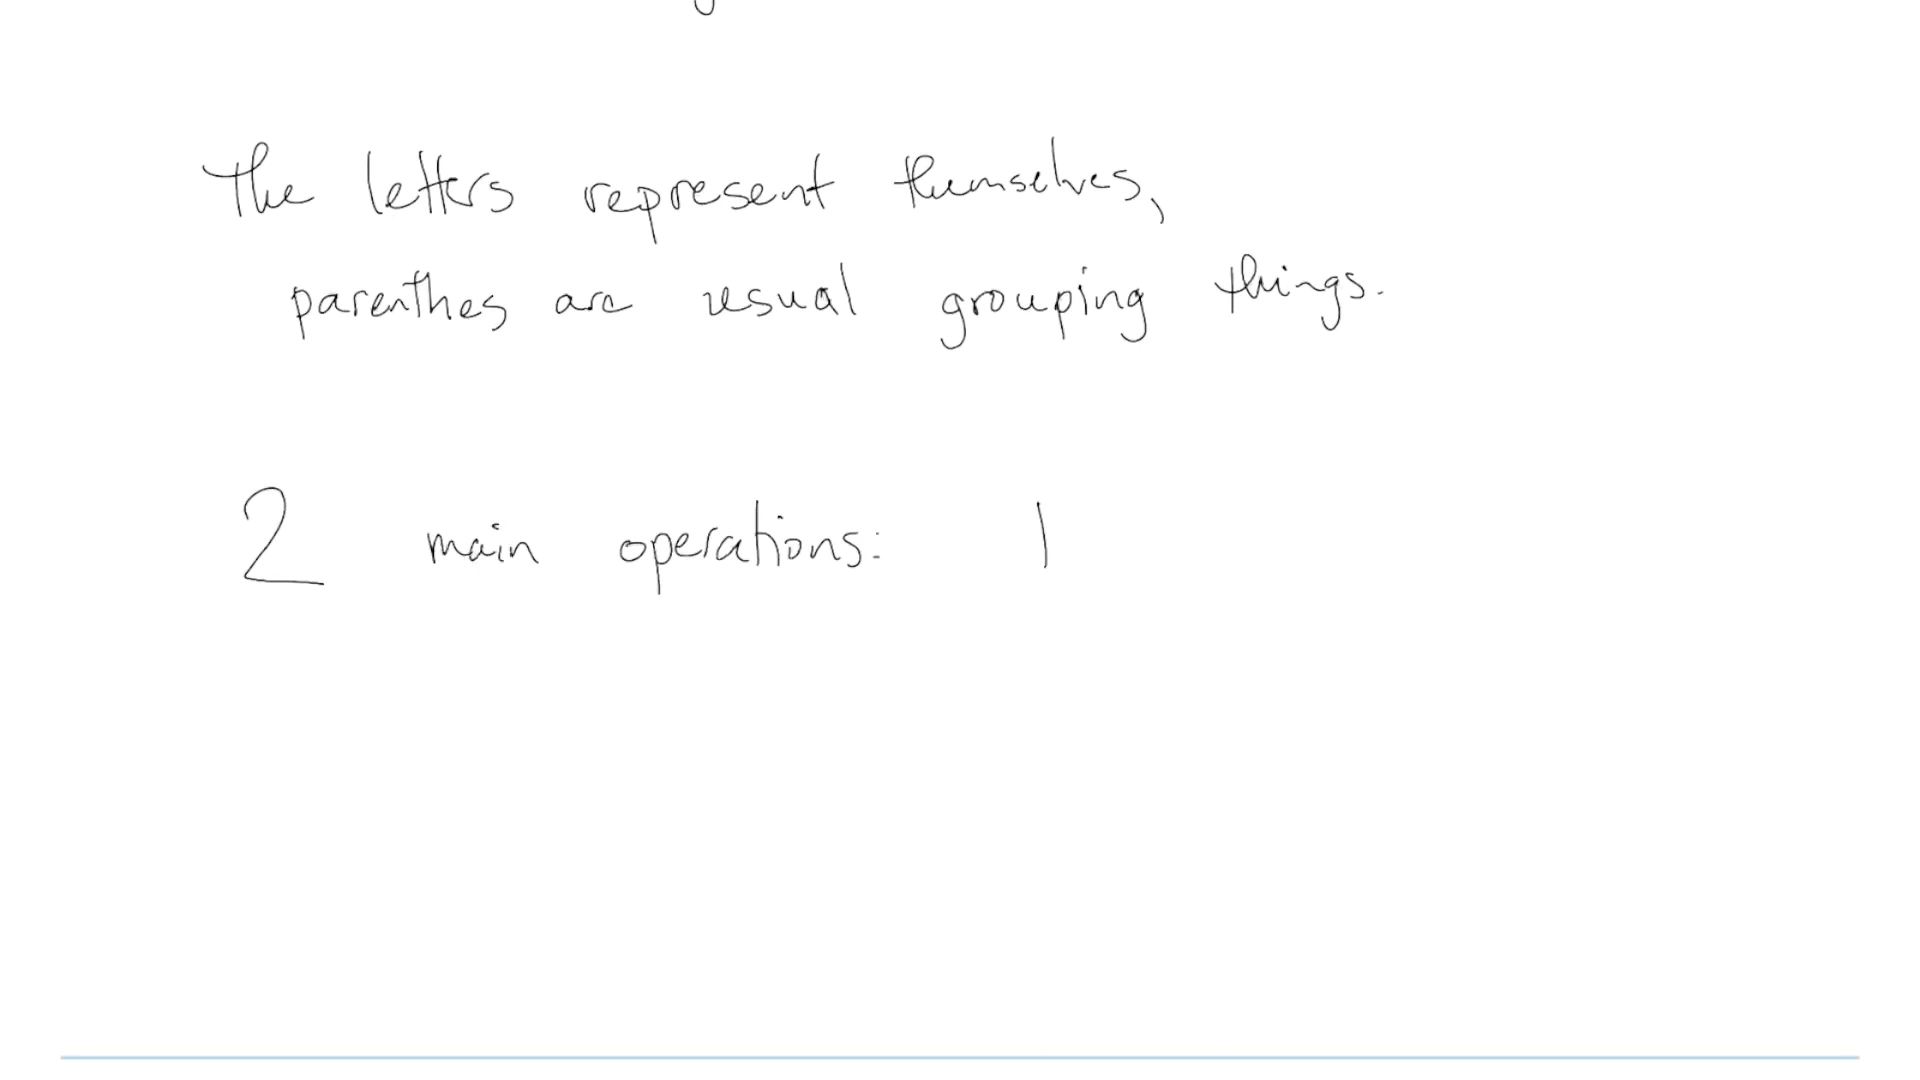 The letters represent themselves,
parenthes are usual grouping things.
2 main operations: |